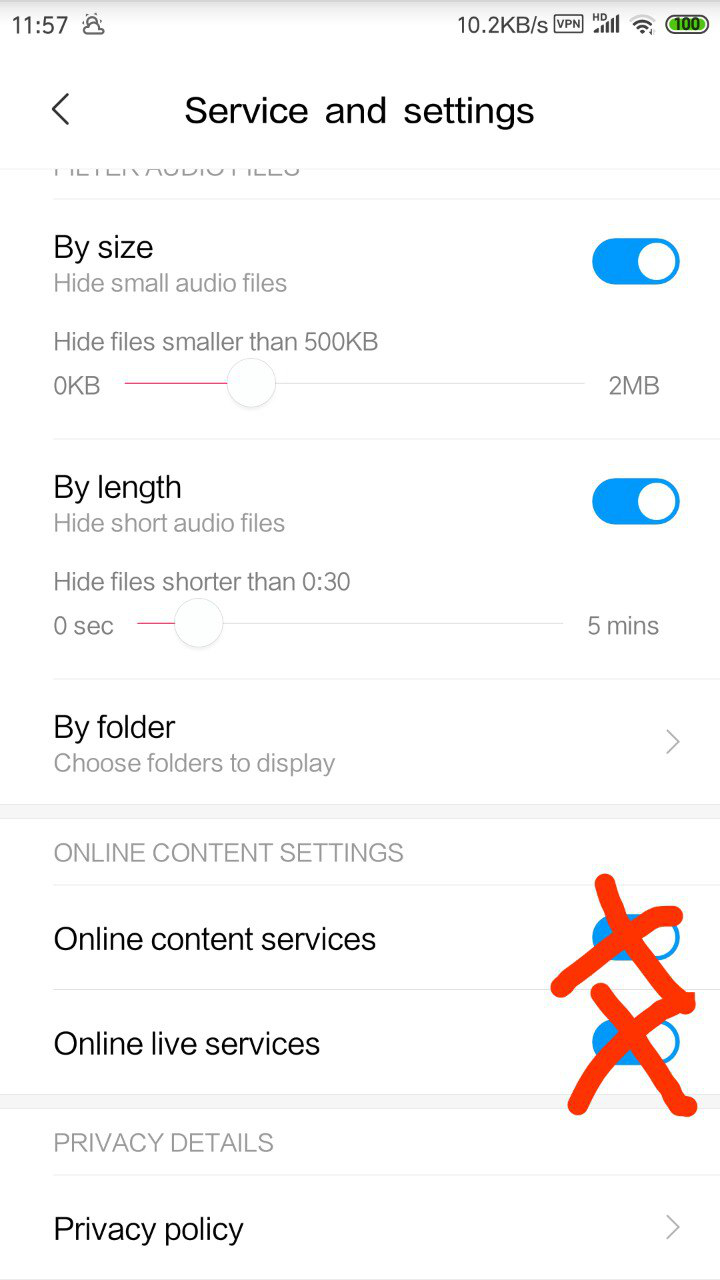 11:57 10.2KB/s VPN HD 100
Service and settings
FILTER AUDIO FILES
By size
Hide small audio files
Hide files smaller than 500KB
0KB 2MB
By length
Hide short audio files
Hide files shorter than 0:30
0 sec 5 mins
By folder
Choose folders to display
ONLINE CONTENT SETTINGS
Online content services
Online live services
PRIVACY DETAILS
Privacy policy